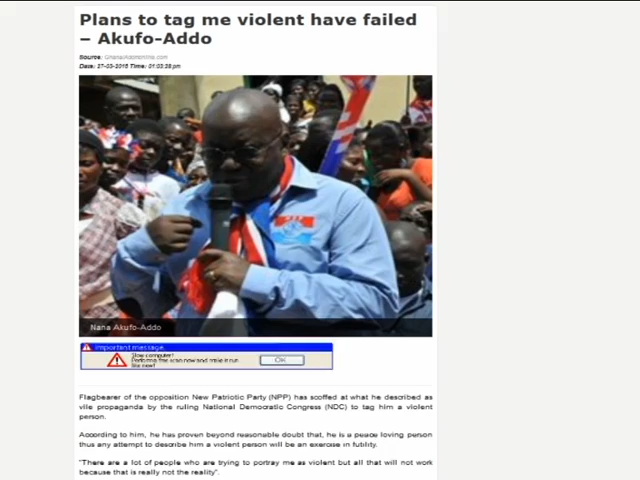 Plans to tag me violent have failed
– Akufo-Addo
Source: GhanaAdomonline.com
Date: 27-03-2015 Time: 01:03:28 pm
NPP
Nana Akufo-Addo
Important message.
Slow computer?
Performing free scan now and make it run
like new!!
OK
Flagbearer of the opposition New Patriotic Party (NPP) has scoffed at what he described as
vile propaganda by the ruling National Democratic Congress (NDC) to tag him a violent
person.
According to him, he has proven beyond reasonable doubt that, he is a peace loving person
thus any attempt to describe him a violent person will be an exercise in futility.
“There are a lot of people who are trying to portray me as violent but all that will not work
because that is really not the reality”.